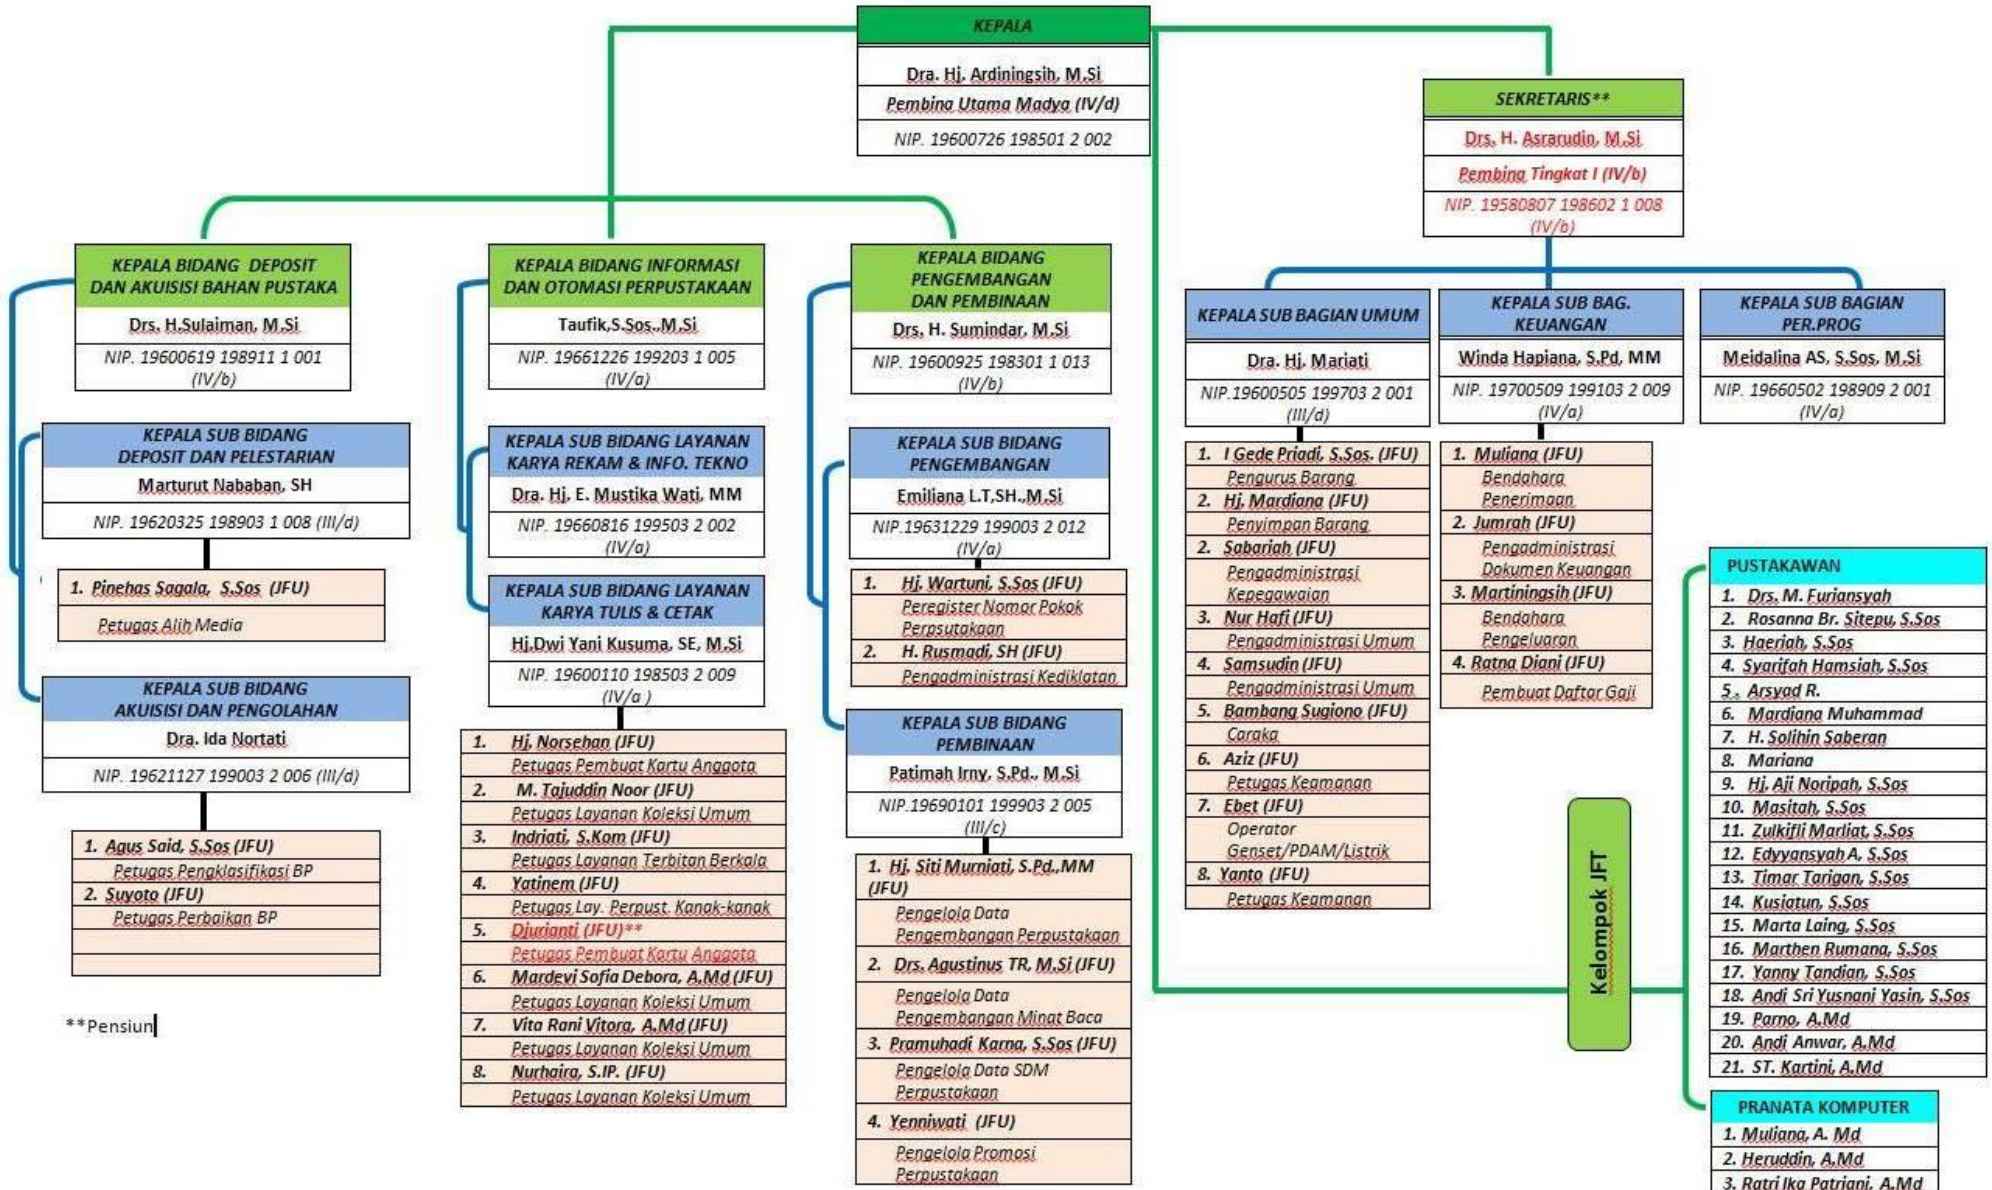 KEPALA
Dra. Hj. Ardiningsih, M.Si
Pembina Utama Madya (IV/d)
NIP. 19600726 198501 2 002
SEKRETARIS**
Drs. H. Asrarudin, M.Si
Pembina Tingkat I (IV/b)
NIP. 19580807 198602 1 008
(IV/b)
KEPALA BIDANG DEPOSIT
DAN AKUISISI BAHAN PUSTAKA
Drs. H.Sulaiman, M.Si
NIP. 19600619 198911 1 001
(IV/b)
KEPALA SUB BIDANG
DEPOSIT DAN PELESTARIAN
Marturut Nababan, SH
NIP. 19620325 198903 1 008 (III/d)
1. Pinehas Sagala, S.Sos (JFU)
Petugas Alih Media
KEPALA SUB BIDANG
AKUISISI DAN PENGOLAHAN
Dra. Ida Nortati
NIP. 19621127 199003 2 006 (III/d)
1. Agus Said, S.Sos (JFU)
Petugas Pengklasifikasi BP
2. Suyoto (JFU)
Petugas Perbaikan BP
**Pensiun
KEPALA BIDANG INFORMASI
DAN OTOMASI PERPUSTAKAAN
Taufik,S.Sos.,M.Si
NIP. 19661226 199203 1 005
(IV/a)
KEPALA SUB BIDANG LAYANAN
KARYA REKAM & INFO. TEKNO
Dra. Hj. E. Mustika Wati, MM
NIP. 19660816 199503 2 002
(IV/a)
KEPALA SUB BIDANG LAYANAN
KARYA TULIS & CETAK
Hj.Dwi Yani Kusuma, SE, M.Si
NIP. 19600110 198503 2 009
(IV/a )
1. Hj. Norsehan (JFU)
Petugas Pembuat Kartu Anggota
2. M. Tajuddin Noor (JFU)
Petugas Layanan Koleksi Umum
3. Indriati, S.Kom (JFU)
Petugas Layanan Terbitan Berkala
4. Yatinem (JFU)
Petugas Lay. Perpust. Kanak-kanak
5. Djurianti (JFU)**
Petugas Pembuat Kartu Anggota
6. Mardevi Sofia Debora, A.Md (JFU)
Petugas Layanan Koleksi Umum
7. Vita Rani Vitora, A.Md (JFU)
Petugas Layanan Koleksi Umum
8. Nurhaira, S.IP. (JFU)
Petugas Layanan Koleksi Umum
KEPALA BIDANG
PENGEMBANGAN
DAN PEMBINAAN
Drs. H. Sumindar, M.Si
NIP. 19600925 198301 1 013
(IV/b)
KEPALA SUB BIDANG
PENGEMBANGAN
Emiliana L.T,SH.,M.Si
NIP.19631229 199003 2 012
(IV/a)
1. Hj. Wartuni, S.Sos (JFU)
Peregister Nomor Pokok
Perpsutakaan
2. H. Rusmadi, SH (JFU)
Pengadministrasi Kediklatan
KEPALA SUB BIDANG
PEMBINAAN
Patimah Irny, S.Pd., M.Si
NIP.19690101 199903 2 005
(III/c)
1. Hj. Siti Murniati, S.Pd.,MM
(JFU)
Pengelola Data
Pengembangan Perpustakaan
2. Drs. Agustinus TR, M.Si (JFU)
Pengelola Data
Pengembangan Minat Baca
3. Pramuhadi Karna, S.Sos (JFU)
Pengelola Data SDM
Perpustakaan
4. Yenniwati (JFU)
Pengelola Promosi
Perpustakaan
KEPALA SUB BAGIAN UMUM
Dra. Hj. Mariati
NIP.19600505 199703 2 001
(III/d)
1. I Gede Priadi, S.Sos. (JFU)
Pengurus Barang
2. Hj. Mardiana (JFU)
Penyimpan Barang
2. Sabariah (JFU)
Pengadministrasi
Kepegawaian
3. Nur Hafi (JFU)
Pengadministrasi Umum
4. Samsudin (JFU)
Pengadministrasi Umum
5. Bambang Sugiono (JFU)
Caraka
6. Aziz (JFU)
Petugas Keamanan
7. Ebet (JFU)
Operator
Genset/PDAM/Listrik
8. Yanto (JFU)
Petugas Keamanan
KEPALA SUB BAG.
KEUANGAN
Winda Hapiana, S.Pd, MM
NIP. 19700509 199103 2 009
(IV/a)
1. Muliana (JFU)
Bendahara
Penerimaan
2. Jumrah (JFU)
Pengadministrasi
Dokumen Keuangan
3. Martiningsih (JFU)
Bendahara
Pengeluaran
4. Ratna Diani (JFU)
Pembuat Daftar Gaji
KEPALA SUB BAGIAN
PER.PROG
Meidalina AS, S.Sos, M.Si
NIP. 19660502 198909 2 001
(IV/a)
Kelompok JFT
PUSTAKAWAN
1. Drs. M. Furiansyah
2. Rosanna Br. Sitepu, S.Sos
3. Haeriah, S.Sos
4. Syarifah Hamsiah, S.Sos
5. Arsyad R.
6. Mardiana Muhammad
7. H. Solihin Saberan
8. Mariana
9. Hj. Aji Noripah, S.Sos
10. Masitah, S.Sos
11. Zulkifli Marliat, S.Sos
12. Edyyansyah A, S.Sos
13. Timar Tarigan, S.Sos
14. Kusiatun, S.Sos
15. Marta Laing, S.Sos
16. Marthen Rumana, S.Sos
17. Yanny Tandian, S.Sos
18. Andi Sri Yusnani Yasin, S.Sos
19. Parno, A.Md
20. Andi Anwar, A.Md
21. ST. Kartini, A.Md
PRANATA KOMPUTER
1. Muliana, A. Md
2. Heruddin, A.Md
3. Ratri Ika Patriani, A.Md